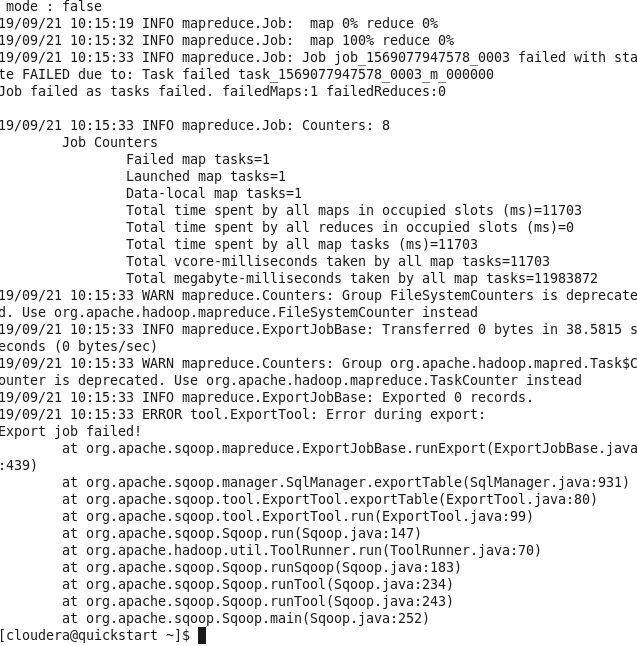 mode : false
19/09/21 10:15:19 INFO mapreduce.Job:  map 0% reduce 0%
19/09/21 10:15:32 INFO mapreduce.Job:  map 100% reduce 0%
19/09/21 10:15:33 INFO mapreduce.Job: Job job_1569077947578_0003 failed with sta
te FAILED due to: Task failed task_1569077947578_0003_m_000000
Job failed as tasks failed. failedMaps:1 failedReduces:0
19/09/21 10:15:33 INFO mapreduce.Job: Counters: 8
        Job Counters
                Failed map tasks=1
                Launched map tasks=1
                Data-local map tasks=1
                Total time spent by all maps in occupied slots (ms)=11703
                Total time spent by all reduces in occupied slots (ms)=0
                Total time spent by all map tasks (ms)=11703
                Total vcore-milliseconds taken by all map tasks=11703
                Total megabyte-milliseconds taken by all map tasks=11983872
19/09/21 10:15:33 WARN mapreduce.Counters: Group FileSystemCounters is deprecate
d. Use org.apache.hadoop.mapreduce.FileSystemCounter instead
19/09/21 10:15:33 INFO mapreduce.ExportJobBase: Transferred 0 bytes in 38.5815 s
econds (0 bytes/sec)
19/09/21 10:15:33 WARN mapreduce.Counters: Group org.apache.hadoop.mapred.Task$C
ounter is deprecated. Use org.apache.hadoop.mapreduce.TaskCounter instead
19/09/21 10:15:33 INFO mapreduce.ExportJobBase: Exported 0 records.
19/09/21 10:15:33 ERROR tool.ExportTool: Error during export:
Export job failed!
        at org.apache.sqoop.mapreduce.ExportJobBase.runExport(ExportJobBase.java
:439)
        at org.apache.sqoop.manager.SqlManager.exportTable(SqlManager.java:931)
        at org.apache.sqoop.tool.ExportTool.exportTable(ExportTool.java:80)
        at org.apache.sqoop.tool.ExportTool.run(ExportTool.java:99)
        at org.apache.sqoop.Sqoop.run(Sqoop.java:147)
        at org.apache.hadoop.util.ToolRunner.run(ToolRunner.java:70)
        at org.apache.sqoop.Sqoop.runSqoop(Sqoop.java:183)
        at org.apache.sqoop.Sqoop.runTool(Sqoop.java:234)
        at org.apache.sqoop.Sqoop.runTool(Sqoop.java:243)
        at org.apache.sqoop.Sqoop.main(Sqoop.java:252)
[cloudera@quickstart ~]$